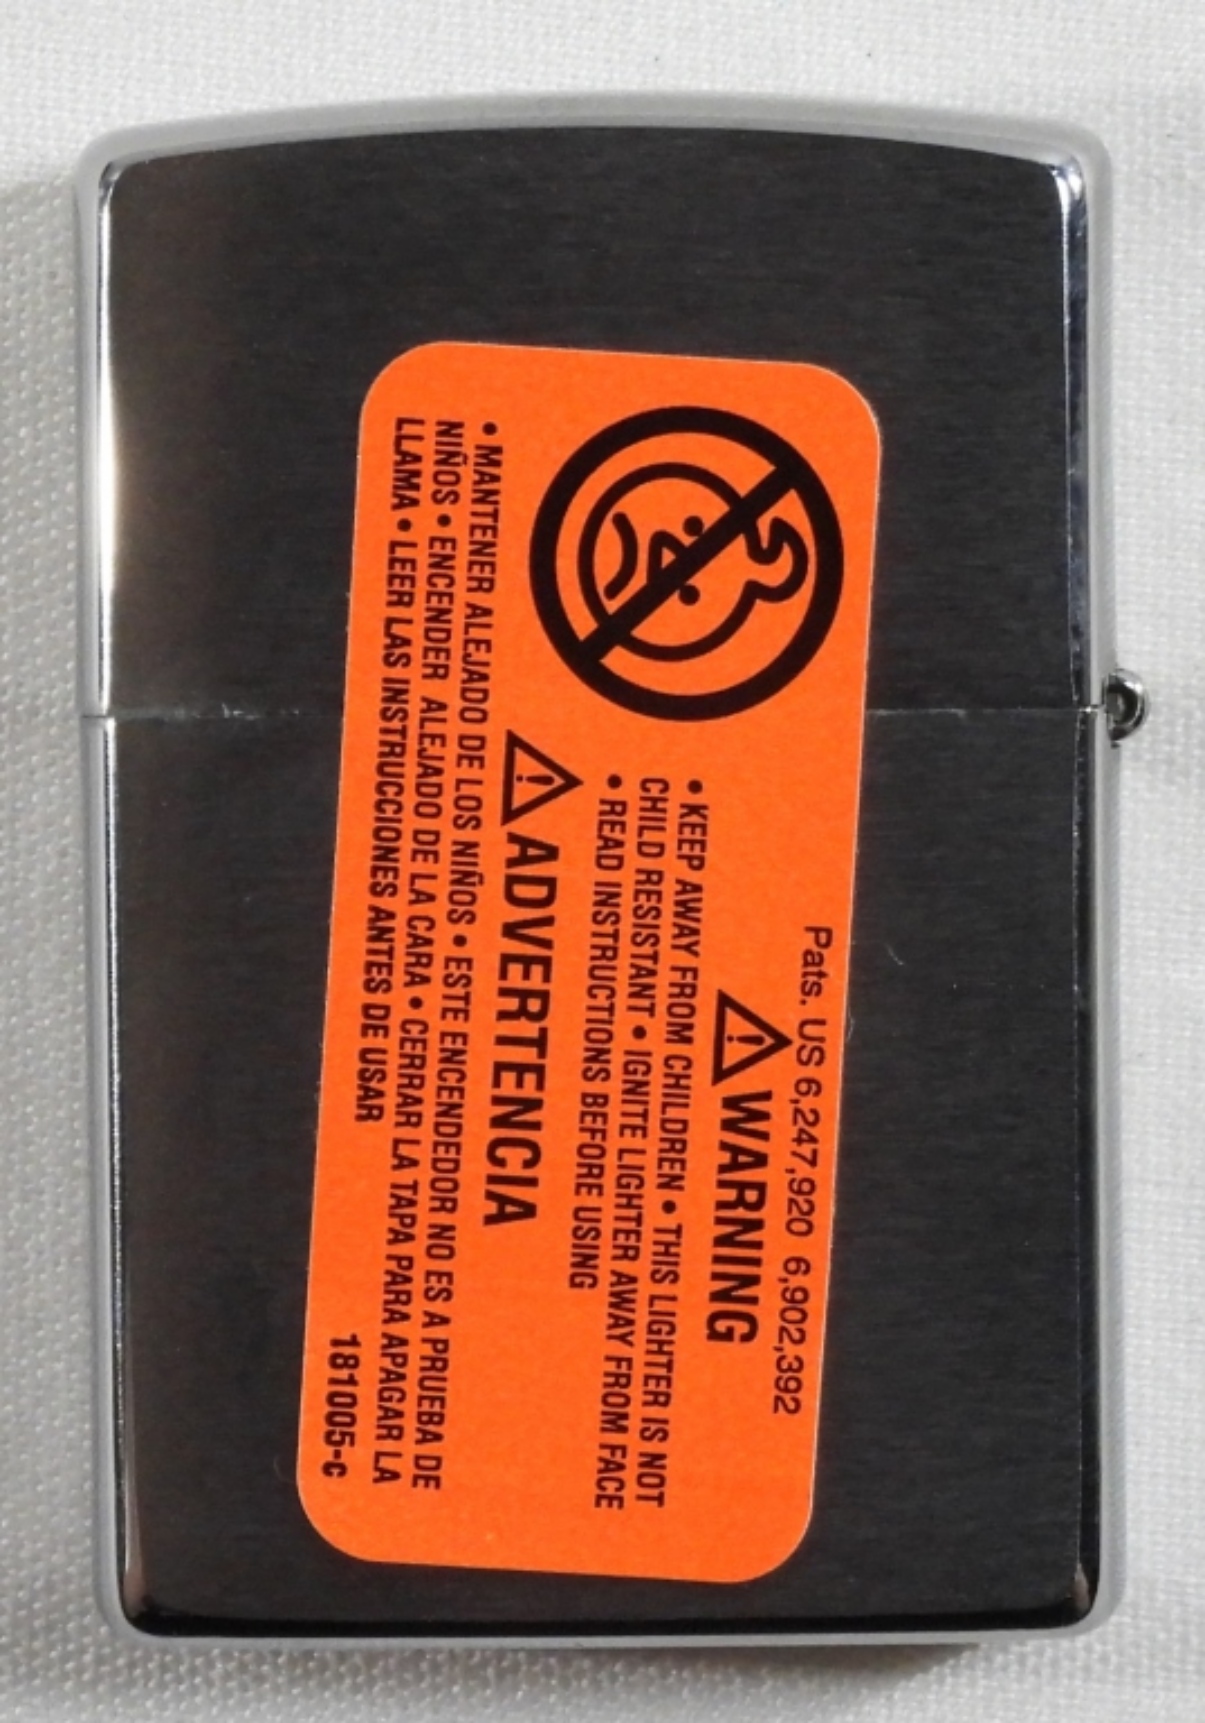 Pats. US 6,247,920 6,902,392
WARNING
• KEEP AWAY FROM CHILDREN • THIS LIGHTER IS NOT
CHILD RESISTANT • IGNITE LIGHTER AWAY FROM FACE
• READ INSTRUCTIONS BEFORE USING
ADVERTENCIA
• MANTENER ALEJADO DE LOS NIÑOS • ESTE ENCENDEDOR NO ES A PRUEBA DE
NIÑOS • ENCENDER ALEJADO DE LA CARA • CERRAR LA TAPA PARA APAGAR LA
LLAMA • LEER LAS INSTRUCCIONES ANTES DE USAR
181005-c